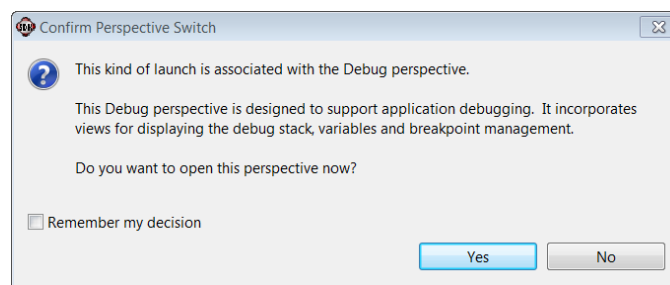 SDK Confirm Perspective Switch
This kind of launch is associated with the Debug perspective.
This Debug perspective is designed to support application debugging.  It incorporates
views for displaying the debug stack, variables and breakpoint management.
Do you want to open this perspective now?
Remember my decision
Yes No